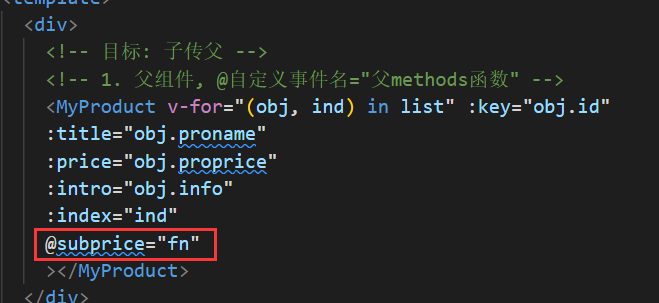 <template>
<div>
<!-- 目标: 子传父 -->
<!-- 1. 父组件, @自定义事件名="父methods函数" -->
<MyProduct v-for="(obj, ind) in list" :key="obj.id"
:title="obj.proname"
:price="obj.proprice"
:intro="obj.info"
:index="ind"
@subprice="fn"
></MyProduct>
</div>